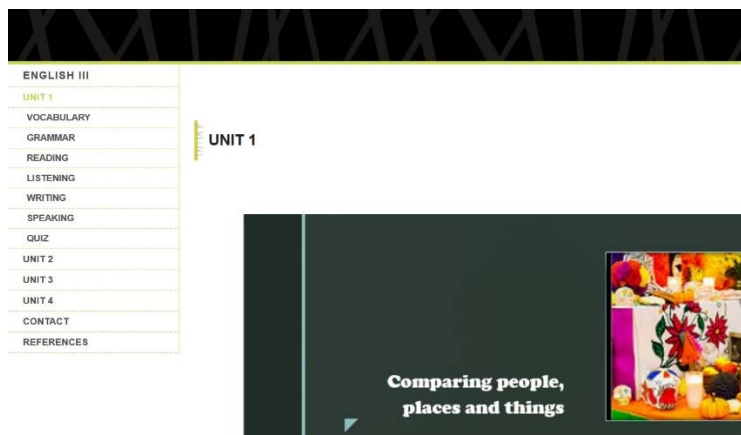 ENGLISH III
UNIT 1
VOCABULARY
GRAMMAR
READING
LISTENING
WRITING
SPEAKING
QUIZ
UNIT 2
UNIT 3
UNIT 4
CONTACT
REFERENCES
UNIT 1
Comparing people,
places and things